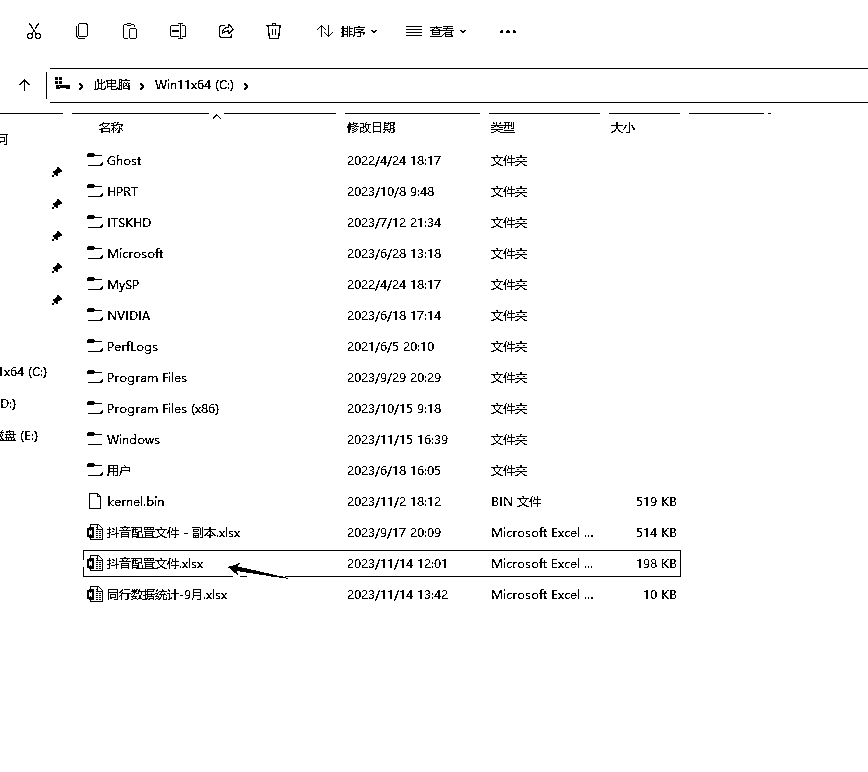 排序 查看
此电脑 Win11x64 (C:)
名称 修改日期 类型 大小
Ghost 2022/4/24 18:17 文件夹
HPRT 2023/10/8 9:48 文件夹
ITSKHD 2023/7/12 21:34 文件夹
Microsoft 2023/6/28 13:18 文件夹
MySP 2022/4/24 18:17 文件夹
NVIDIA 2023/6/18 17:14 文件夹
PerfLogs 2021/6/5 20:10 文件夹
1x64 (C:)
Program Files 2023/9/29 20:29 文件夹
D:)
Program Files (x86) 2023/10/15 9:18 文件夹
磁盘 (E:)
Windows 2023/11/15 16:39 文件夹
用户 2023/6/18 16:05 文件夹
kernel.bin 2023/11/2 18:12 BIN 文件 519 KB
抖音配置文件 - 副本.xlsx 2023/9/17 20:09 Microsoft Excel ... 514 KB
抖音配置文件.xlsx 2023/11/14 12:01 Microsoft Excel ... 198 KB
同行数据统计-9月.xlsx 2023/11/14 13:42 Microsoft Excel ... 10 KB